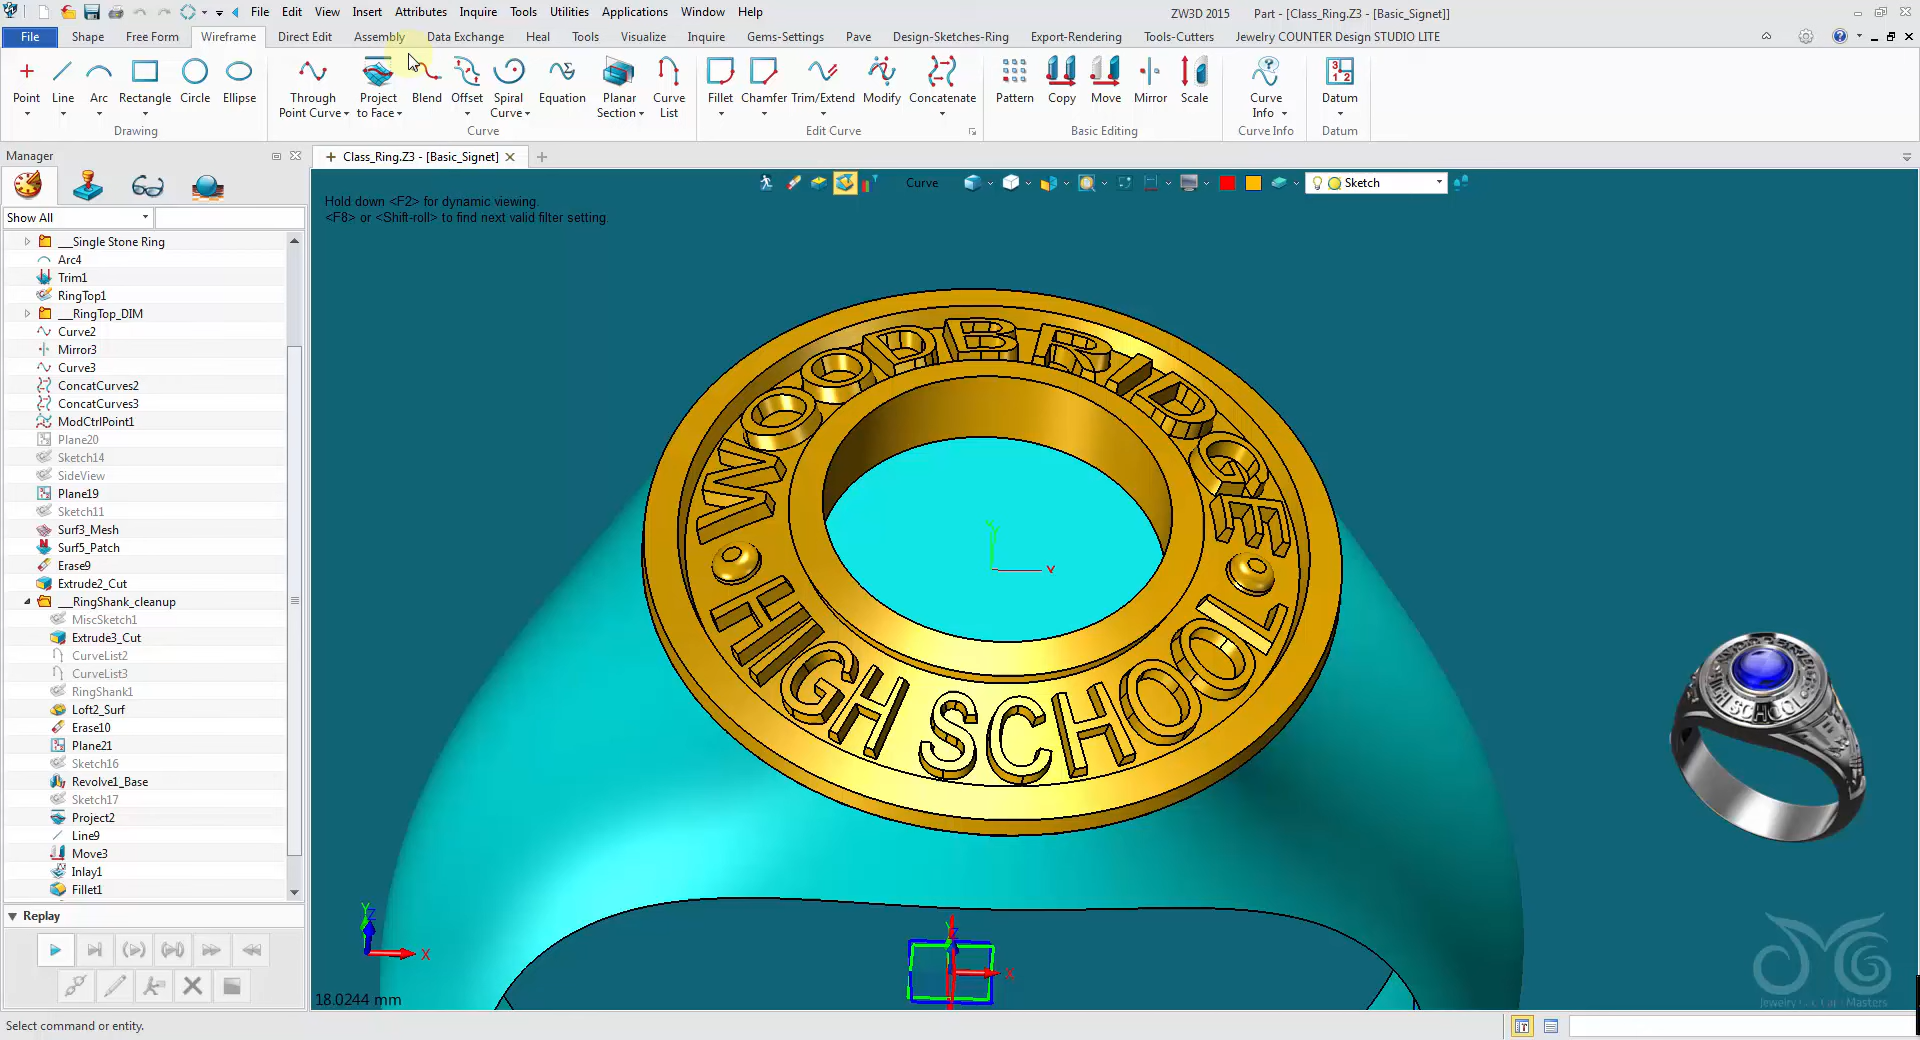 File Edit View Insert Attributes Inquire Tools Utilities Applications Window Help
ZW3D 2015 Part - [Class_Ring.Z3 - [Basic_Signet]]
File Shape Free Form Wireframe Direct Edit Assembly Data Exchange Heal Tools Visualize Inquire Gems-Settings Pave Design-Sketches-Ring Export-Rendering Tools-Cutters Jewelry COUNTER Design STUDIO LITE
Point Line Arc Rectangle Circle Ellipse
Drawing
Through Point Curve Project to Face Blend Offset Spiral Curve Equation Planar Section Curve List
Curve
Fillet Chamfer Trim/Extend Modify Concatenate
Edit Curve
Pattern Copy Move Mirror Scale
Basic Editing
Curve Info
Curve Info
Datum
Datum
Manager
Class_Ring.Z3 - [Basic_Signet]
Show All
Curve
Sketch
Hold down <F2> for dynamic viewing.
<F8> or <Shift-roll> to find next valid filter setting.
__Single Stone Ring
Arc4
Trim1
RingTop1
__RingTop_DIM
Curve2
Mirror3
Curve3
ConcatCurves2
ConcatCurves3
ModCtrlPoint1
Plane20
Sketch14
SideView
Plane19
Sketch11
Surf3_Mesh
Surf5_Patch
Erase9
Extrude2_Cut
__RingShank_cleanup
MiscSketch1
Extrude3_Cut
CurveList2
CurveList3
RingShank1
Loft2_Surf
Erase10
Plane21
Sketch16
Revolve1_Base
Sketch17
Project2
Line9
Move3
Inlay1
Fillet1
Replay
WOODBRIDGE
HIGH SCHOOL
Y
Z
X
18.0244 mm
HIGH SCHOOL
Select command or entity.